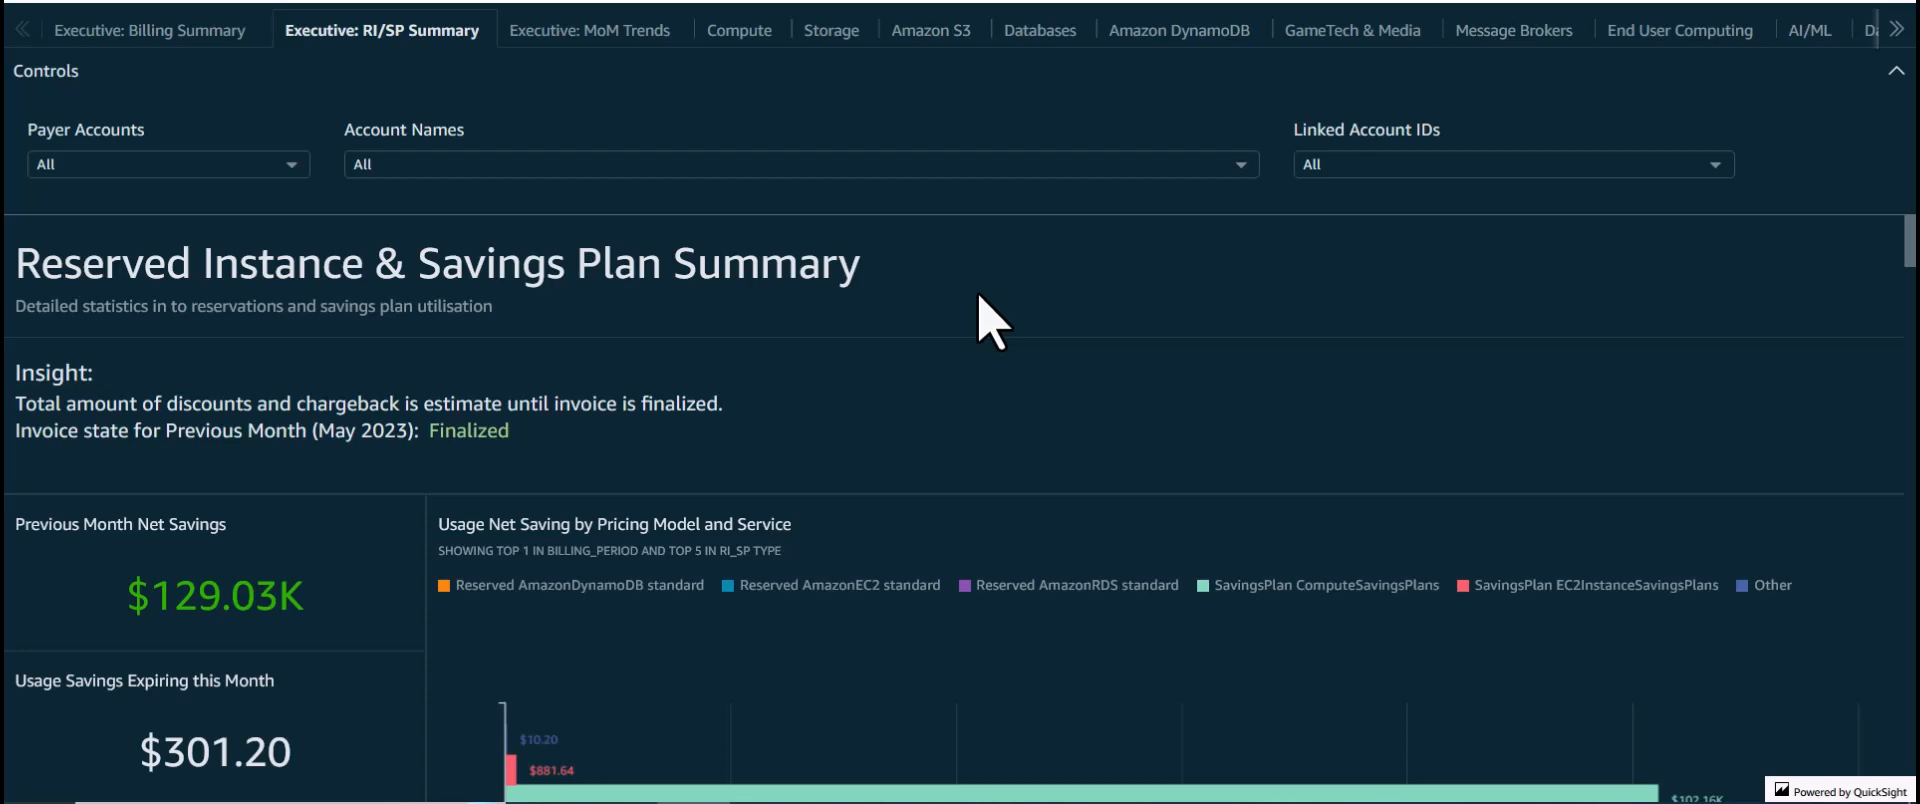 Executive: Billing Summary
Executive: RI/SP Summary
Executive: MoM Trends
Compute
Storage
Amazon S3
Databases
Amazon DynamoDB
GameTech & Media
Message Brokers
End User Computing
AI/ML
Controls
Payer Accounts
Account Names
Linked Account IDs
All
All
All
Reserved Instance & Savings Plan Summary
Detailed statistics in to reservations and savings plan utilisation
Insight:
Total amount of discounts and chargeback is estimate until invoice is finalized.
Invoice state for Previous Month (May 2023): Finalized
Previous Month Net Savings
$129.03K
Usage Savings Expiring this Month
$301.20
Usage Net Saving by Pricing Model and Service
SHOWING TOP 1 IN BILLING_PERIOD AND TOP 5 IN RI_SP TYPE
Reserved AmazonDynamoDB standard
Reserved AmazonEC2 standard
Reserved AmazonRDS standard
SavingsPlan ComputeSavingsPlans
SavingsPlan EC2InstanceSavingsPlans
Other
$10.20
$881.64
$102.16K
Powered by QuickSight